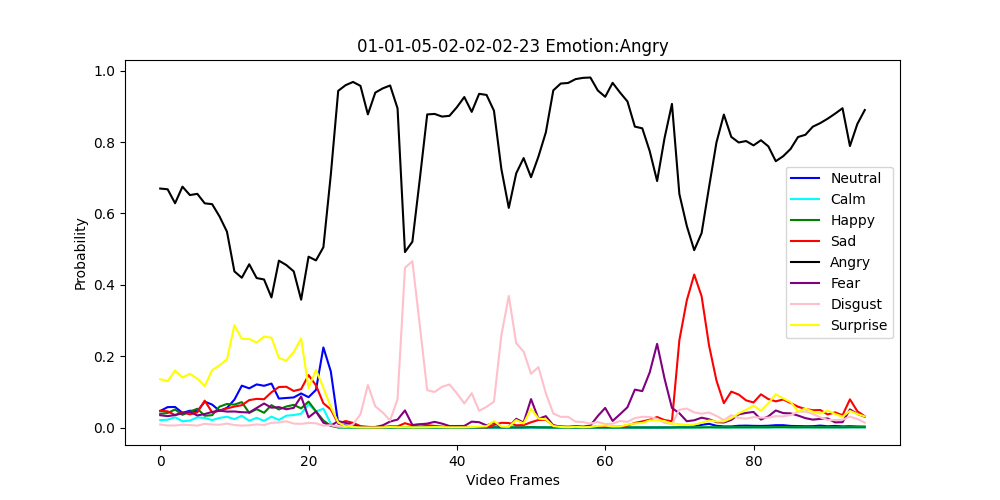 01-01-05-02-02-02-23 Emotion:Angry
1.0
0.8
0.6
0.4
0.2
0.0
Probability
0
20
40
60
80
Video Frames
Neutral
Calm
Happy
Sad
Angry
Fear
Disgust
Surprise